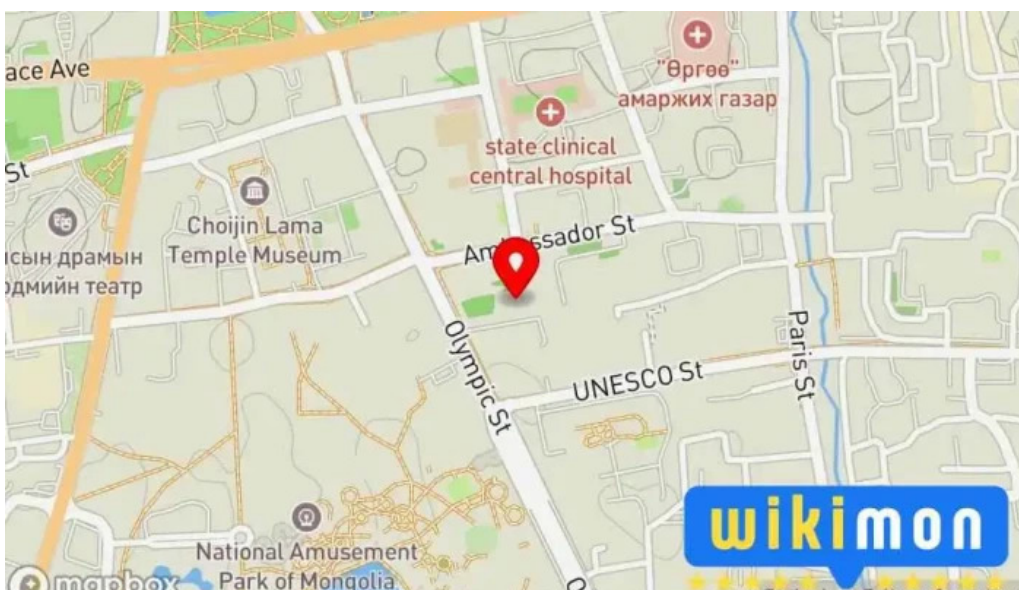 ace Ave
"Өргөө"
амаржих газар
state clinical
central hospital
St
Choijin Lama
Temple Museum
сын драмын
дмийн театр
Ambassador St
Olympic St
UNESCO St
Paris St
National Amusement
Park of Mongolia
wikimon
mapbox